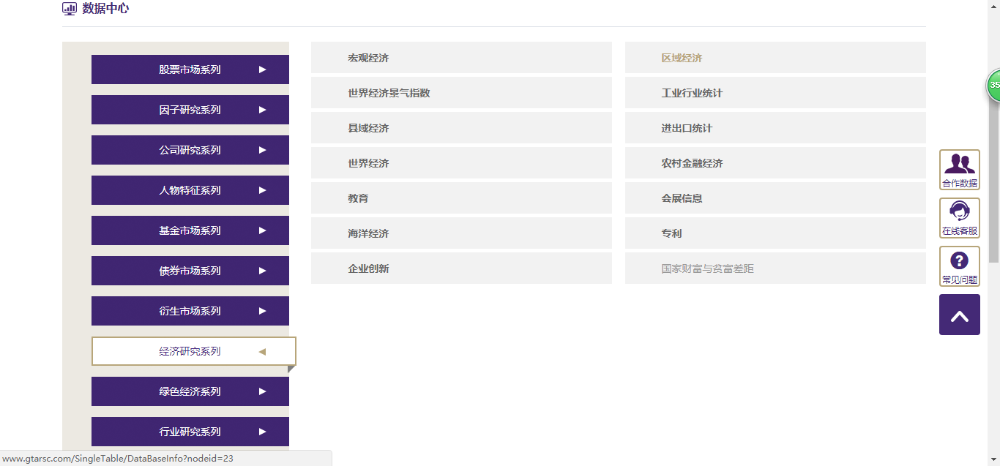 数据中心
股票市场系列
因子研究系列
公司研究系列
人物特征系列
基金市场系列
债券市场系列
衍生市场系列
经济研究系列
绿色经济系列
行业研究系列
宏观经济
区域经济
世界经济景气指数
工业行业统计
县域经济
进出口统计
世界经济
农村金融经济
教育
会展信息
海洋经济
专利
企业创新
国家财富与贫富差距
35
合作数据
在线客服
?
常见问题
www.gtarsc.com/SingleTable/DataBaseInfo?nodeid=23